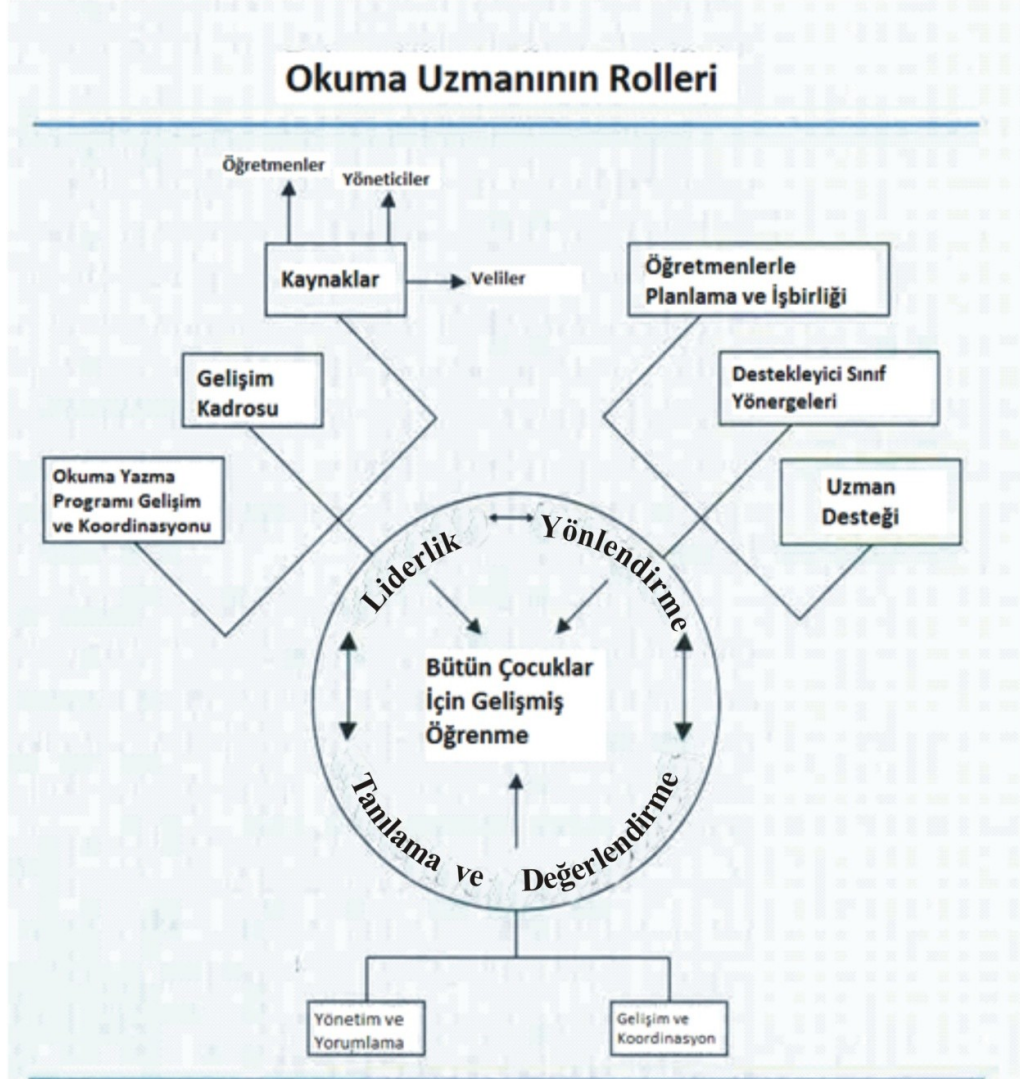 Okuma Uzmanının Rolleri
Öğretmenler
Yöneticiler
Kaynaklar
Veliler
Öğretmenlerle
Planlama ve İşbirliği
Gelişim
Kadrosu
Destekleyici Sınıf
Yönergeleri
Okuma Yazma
Programı Gelişim
ve Koordinasyonu
Uzman
Desteği
Liderlik
Yönlendirme
Bütün Çocuklar
İçin Gelişmiş
Öğrenme
Tanılama ve Değerlendirme
Yönetim ve
Yorumlama
Gelişim ve
Koordinasyon